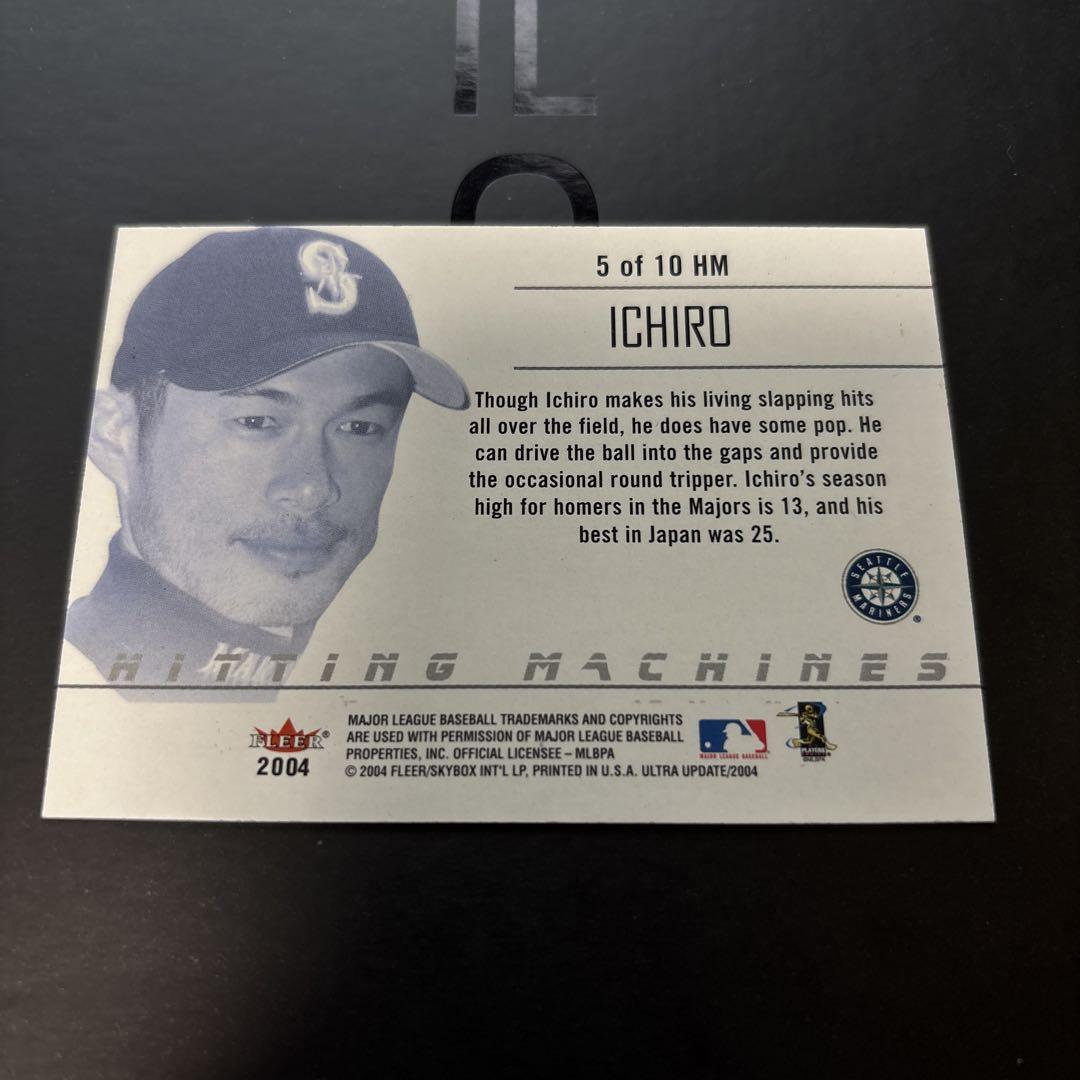 5 of 10 HM
ICHIRO
Though Ichiro makes his living slapping hits
all over the field, he does have some pop. He
can drive the ball into the gaps and provide
the occasional round tripper. Ichiro's season
high for homers in the Majors is 13, and his
best in Japan was 25.
SEATTLE
MARINERS
®
HITTING MACHINES
FLEER®
2004
MAJOR LEAGUE BASEBALL TRADEMARKS AND COPYRIGHTS
ARE USED WITH PERMISSION OF MAJOR LEAGUE BASEBALL
PROPERTIES, INC. OFFICIAL LICENSEE – MLBPA
© 2004 FLEER/SKYBOX INT'L LP, PRINTED IN U.S.A. ULTRA UPDATE/2004
MAJOR LEAGUE BASEBALL
PLAYERS